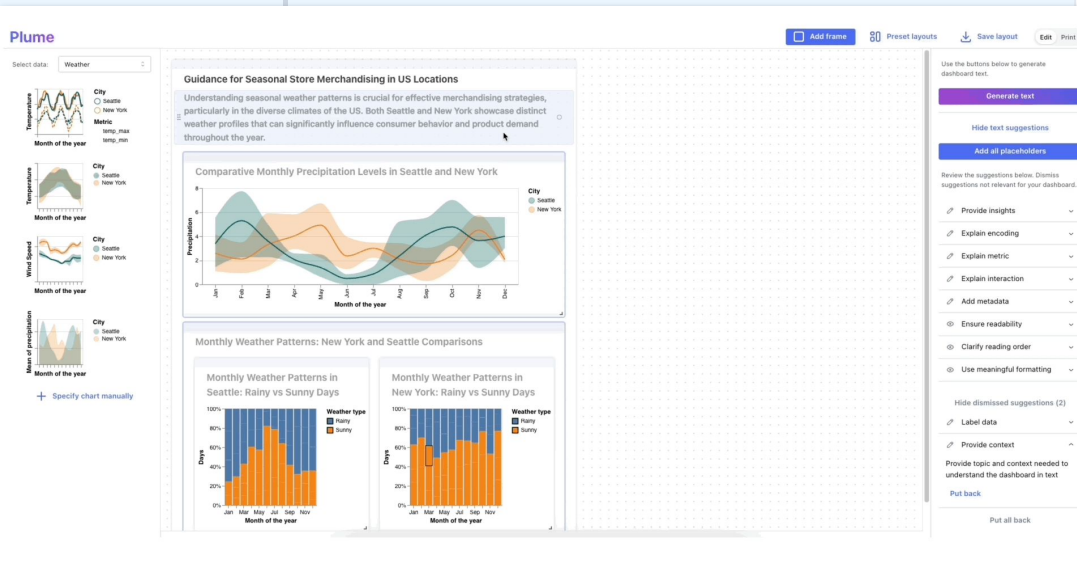 Plume
Add frame
Preset layouts
Save layout
Edit
Print
Select data:
Weather
Temperature
Month of the year
City
Seattle
New York
Metric
temp_max
temp_min
Temperature
Month of the year
City
Seattle
New York
Wind Speed
Month of the year
City
Seattle
New York
Mean of precipitation
Month of the year
City
Seattle
New York
Specify chart manually
Guidance for Seasonal Store Merchandising in US Locations
Understanding seasonal weather patterns is crucial for effective merchandising strategies,
particularly in the diverse climates of the US. Both Seattle and New York showcase distinct
weather profiles that can significantly influence consumer behavior and product demand
throughout the year.
Comparative Monthly Precipitation Levels in Seattle and New York
Precipitation
8
6
4
2
0
Jan Feb Mar Apr May Jun Jul Aug Sep Oct Nov Dec
Month of the year
City
Seattle
New York
Monthly Weather Patterns: New York and Seattle Comparisons
Monthly Weather Patterns in
Seattle: Rainy vs Sunny Days
Days
100%
80%
60%
40%
20%
0%
Jan Mar May Jul Sep Nov
Month of the year
Weather type
Rainy
Sunny
Monthly Weather Patterns in
New York: Rainy vs Sunny Days
Days
100%
80%
60%
40%
20%
0%
Jan Mar May Jul Sep Nov
Month of the year
Weather type
Rainy
Sunny
Use the buttons below to generate
dashboard text.
Generate text
Hide text suggestions
Add all placeholders
Review the suggestions below. Dismiss
suggestions not relevant for your dashboard.
Provide insights
Explain encoding
Explain metric
Explain interaction
Add metadata
Ensure readability
Clarify reading order
Use meaningful formatting
Hide dismissed suggestions (2)
Label data
Provide context
Provide topic and context needed to
understand the dashboard in text
Put back
Put all back